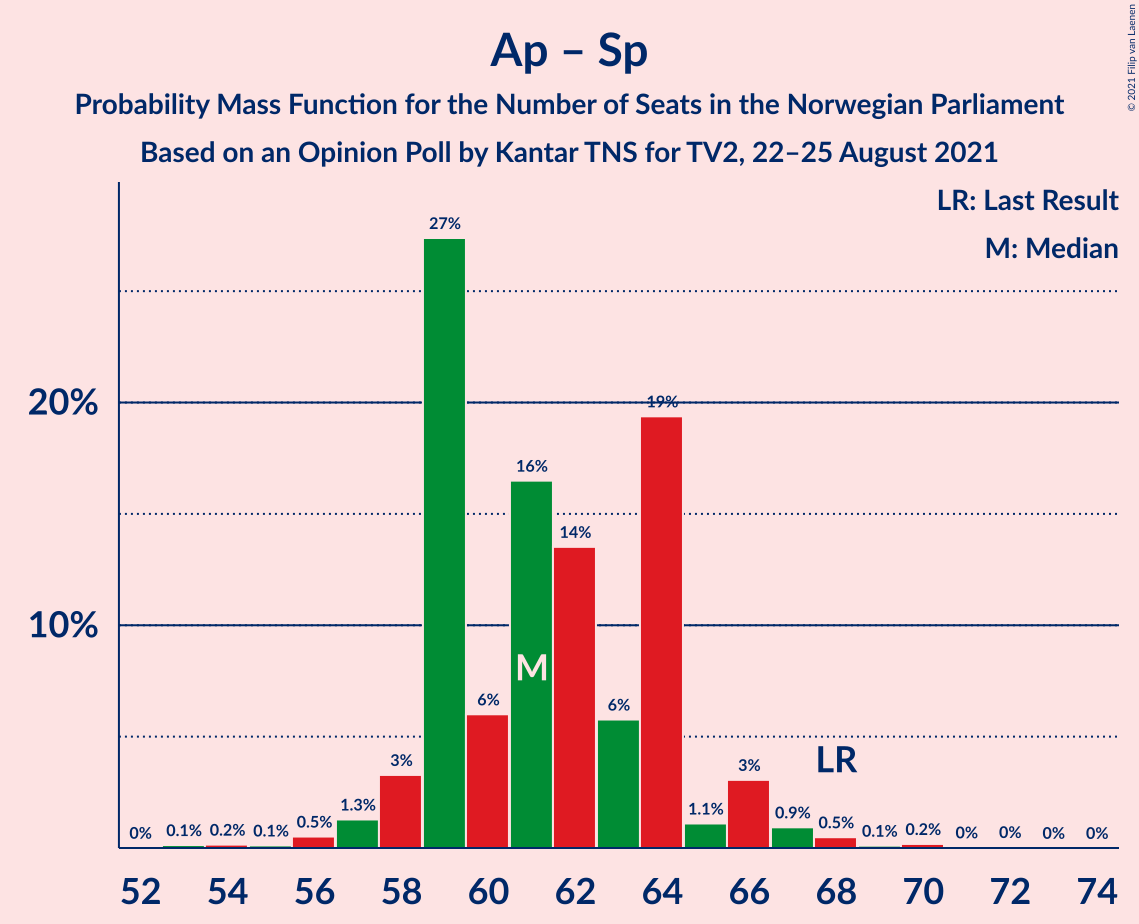 Ap – Sp
Probability Mass Function for the Number of Seats in the Norwegian Parliament
Based on an Opinion Poll by Kantar TNS for TV2, 22–25 August 2021
© 2021 Filip van Laenen
LR: Last Result
M: Median
20%
10%
0%
0.1%
0.2%
0.1%
0.5%
1.3%
3%
27%
6%
16%
14%
6%
19%
1.1%
3%
0.9%
0.5%
0.1%
0.2%
0%
0%
0%
0%
M
LR
52 54 56 58 60 62 64 66 68 70 72 74